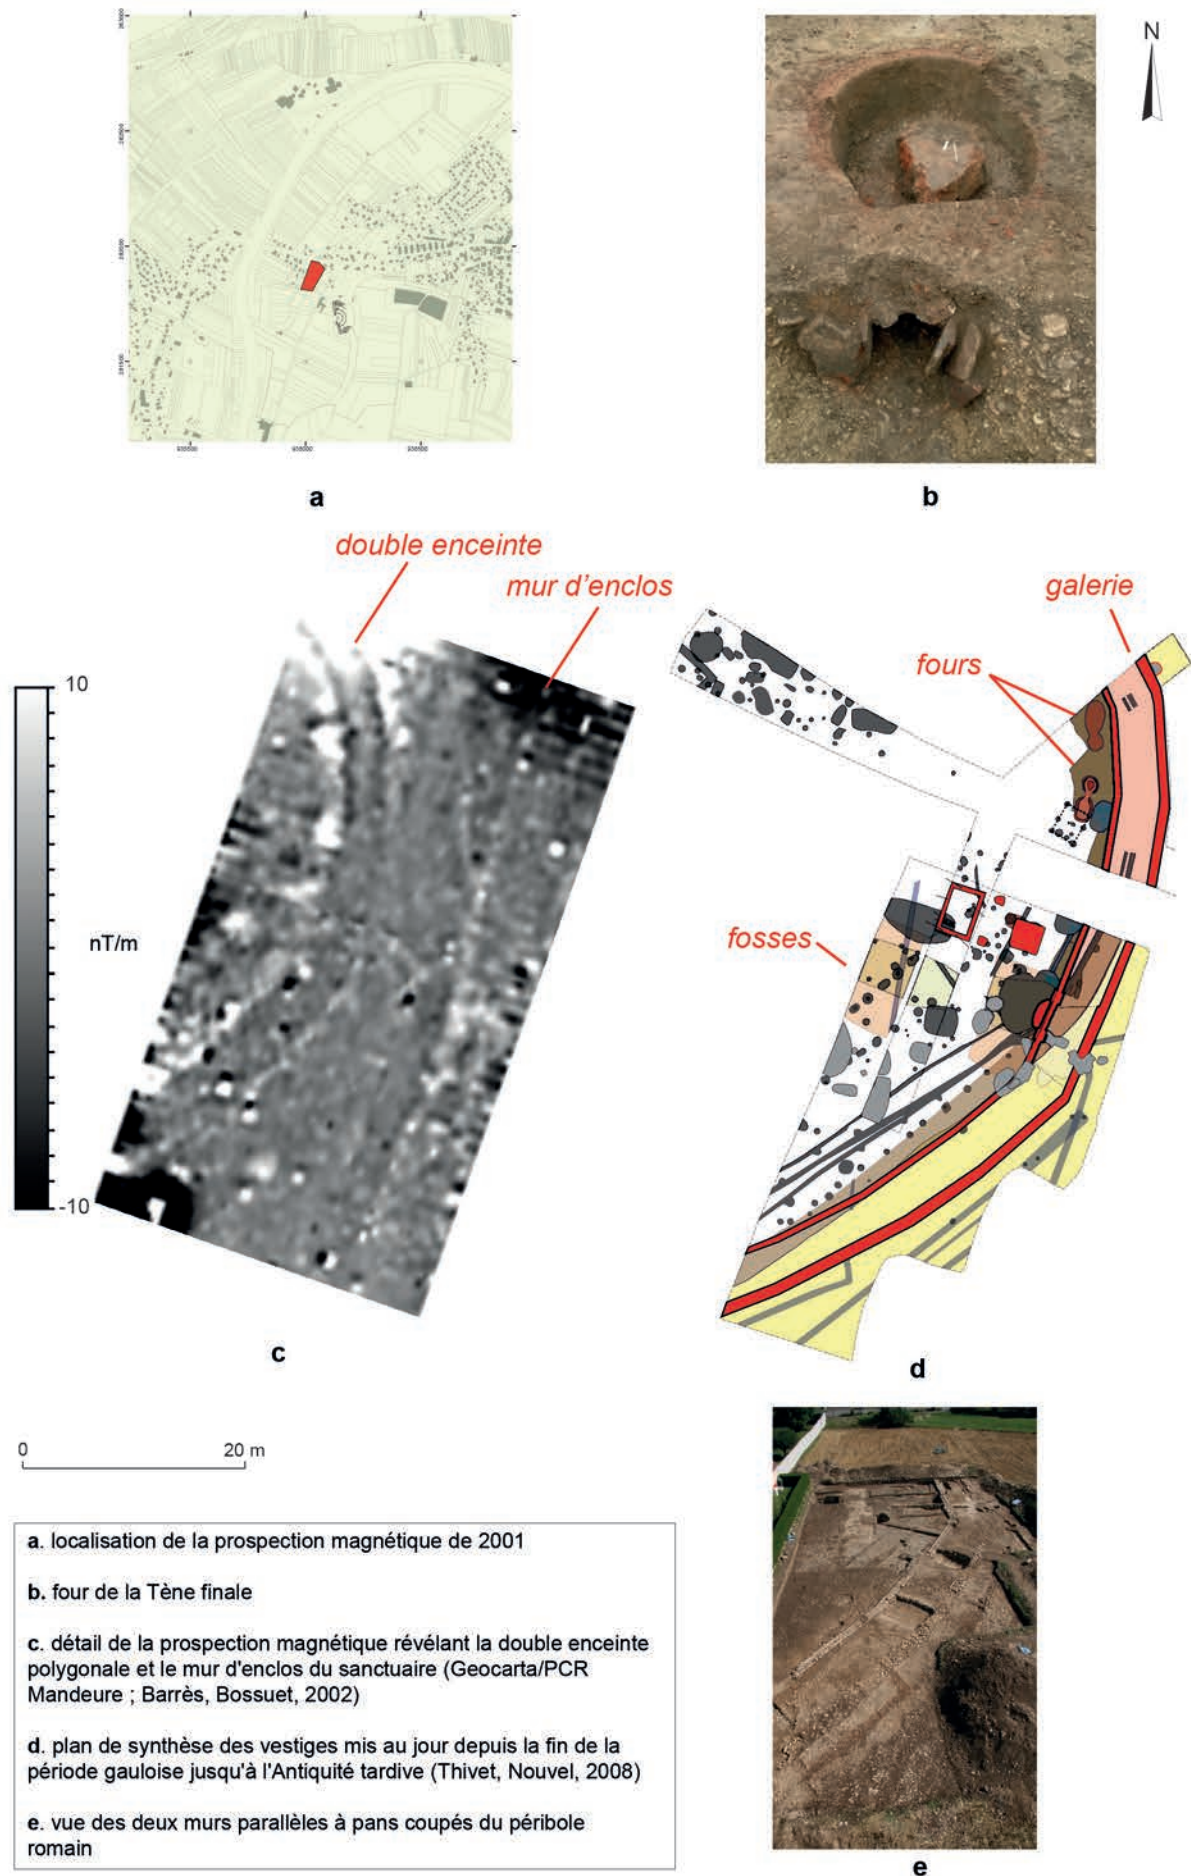 N
a
b
double enceinte
mur d'enclos
galerie
fours
10
nT/m
fosses
-10
c
d
0 20 m
a. localisation de la prospection magnétique de 2001
b. four de la Tène finale
c. détail de la prospection magnétique révélant la double enceinte
polygonale et le mur d'enclos du sanctuaire (Geocarta/PCR
Mandeure ; Barrès, Bossuet, 2002)
d. plan de synthèse des vestiges mis au jour depuis la fin de la
période gauloise jusqu'à l'Antiquité tardive (Thivet, Nouvel, 2008)
e. vue des deux murs parallèles à pans coupés du péribole
romain
e